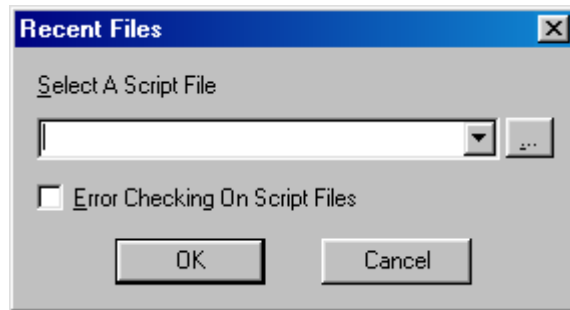 Recent Files
Select A Script File
...
Error Checking On Script Files
OK Cancel